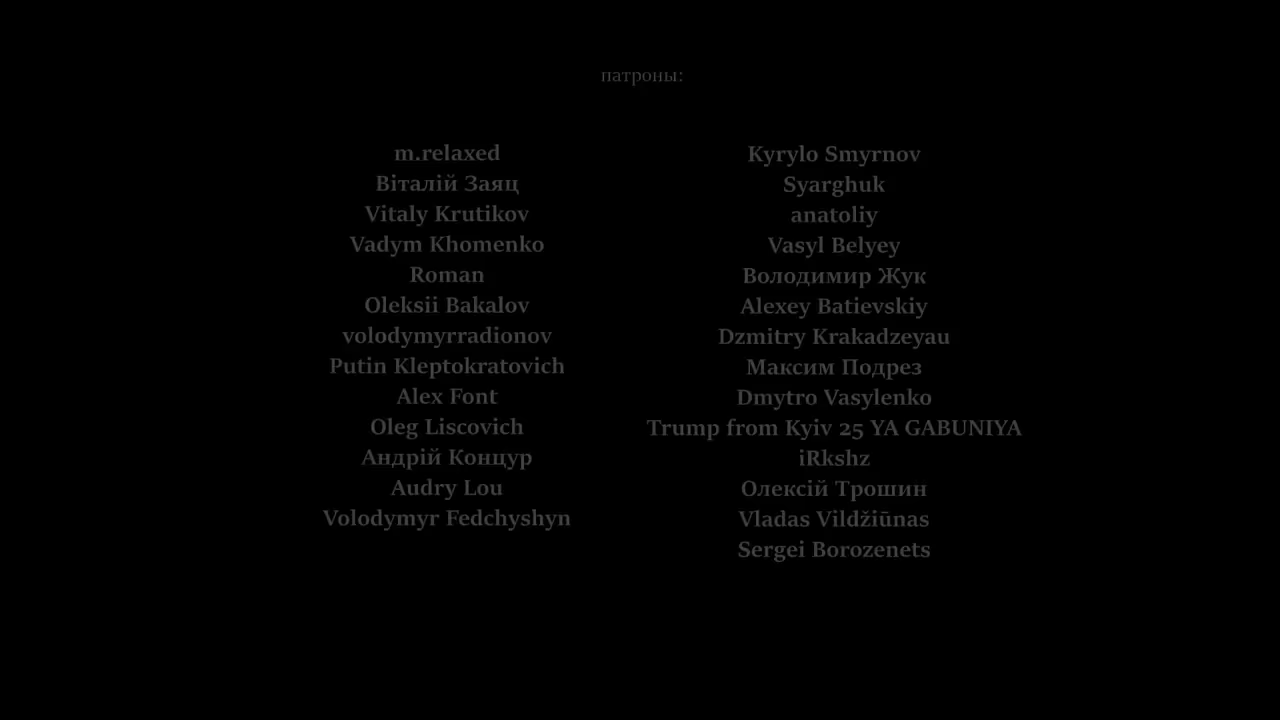 патроны:
m.relaxed
Віталій Заяц
Vitaly Krutikov
Vadym Khomenko
Roman
Oleksii Bakalov
volodymyrradionov
Putin Kleptokratovich
Alex Font
Oleg Liscovich
Андрій Концур
Audry Lou
Volodymyr Fedchyshyn
Kyrylo Smyrnov
Syarghuk
anatoliy
Vasyl Belyey
Володимир Жук
Alexey Batievskiy
Dzmitry Krakadzeyau
Максим Подрез
Dmytro Vasylenko
Trump from Kyiv 25 YA GABUNIYA
iRkshz
Олексій Трошин
Vladas Vildžiūnas
Sergei Borozenets